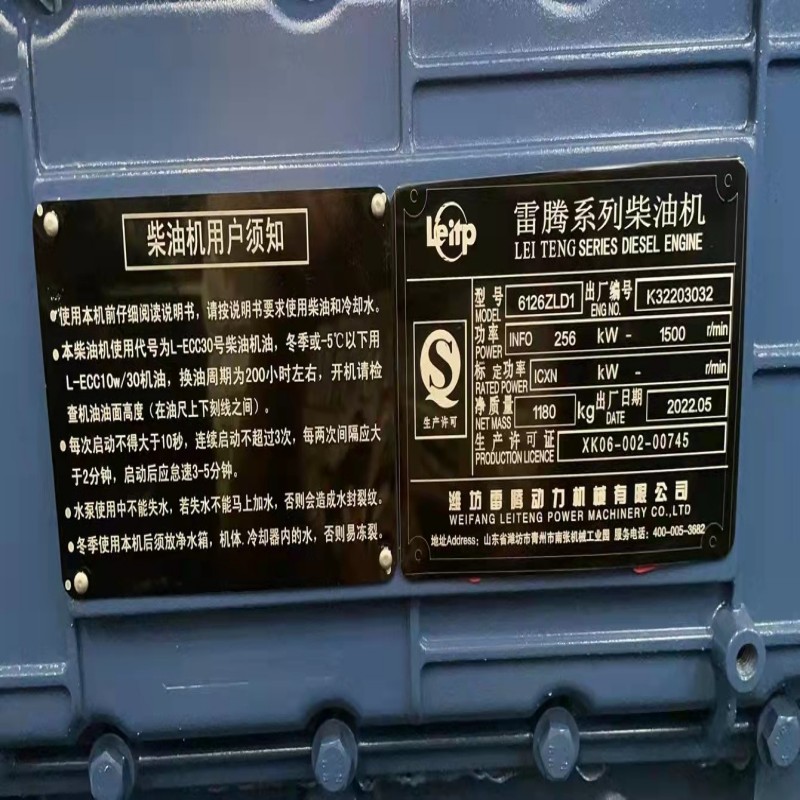 柴油机用户须知
•使用本机前仔细阅读说明书，请按说明书要求使用柴油和冷却水。
•本柴油机使用代号为L-ECC30号柴油机油，冬季或-5℃以下用
L-ECC10w/30机油，换油周期为200小时左右，开机请检
查机油油面高度（在油尺上下刻线之间）。
•每次启动不得大于10秒，连续启动不超过3次，每两次间隔应大
于2分钟，启动后应怠速3-5分钟。
•水泵使用中不能失水，若失水不能马上加水，否则会造成水封裂纹。
•冬季使用本机后须放净水箱，机体.冷却器内的水，否则易冻裂。
Leitp
雷腾系列柴油机
LEI TENG SERIES DIESEL ENGINE
型号 MODEL 6126ZLD1 出厂编号 ENG NO. K32203032
功率 POWER INFO 256 kW - 1500 r/min
标定功率 RATED POWER ICXN kW - r/min
净质量 NET MASS 1180 kg 出厂日期 DATE 2022.05
生产许可证 PRODUCTION LICENCE XK06-002-00745
生产许可
潍坊雷腾动力机械有限公司
WEIFANG LEITENG POWER MACHINERY CO.,LTD
地址Address: 山东省潍坊市青州市南张机械工业园 服务电话: 400-005-3682